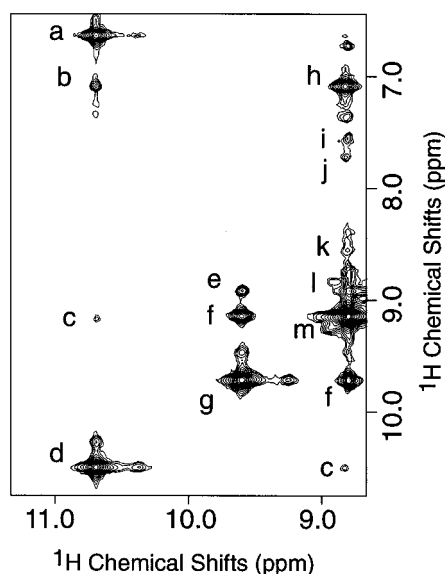 a
b
h
7.0
i
j
8.0
k
e
l
9.0
c
f
m
g
f
10.0
d
c
11.0 10.0 9.0
¹H Chemical Shifts (ppm)
¹H Chemical Shifts (ppm)